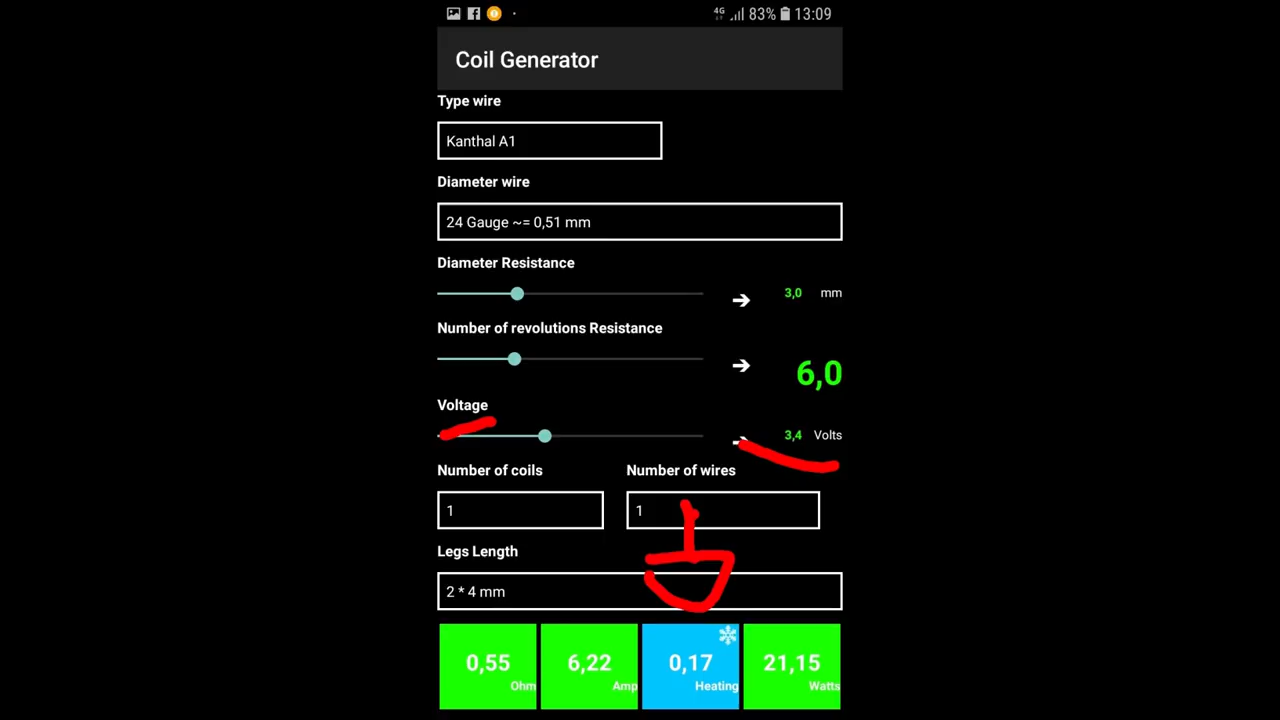 4G 83% 13:09
Coil Generator
Type wire
Kanthal A1
Diameter wire
24 Gauge ~= 0,51 mm
Diameter Resistance
3,0 mm
Number of revolutions Resistance
6,0
Voltage
3,4 Volts
Number of coils Number of wires
1 1
Legs Length
2 * 4 mm
0,55 6,22 0,17 21,15
Ohm Amp Heating Watts